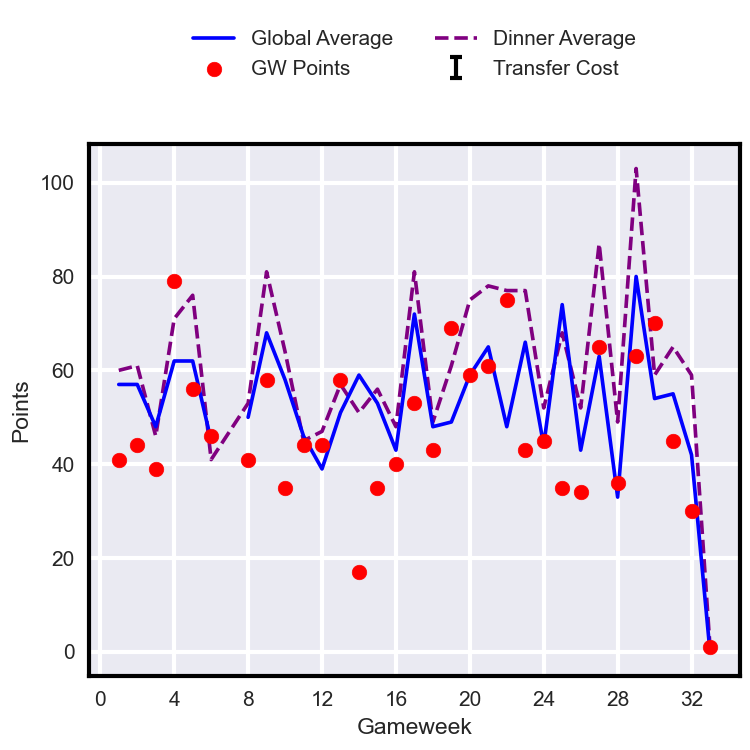 Global Average
Dinner Average
GW Points
Transfer Cost
100
80
60
40
20
0
Points
0 4 8 12 16 20 24 28 32
Gameweek